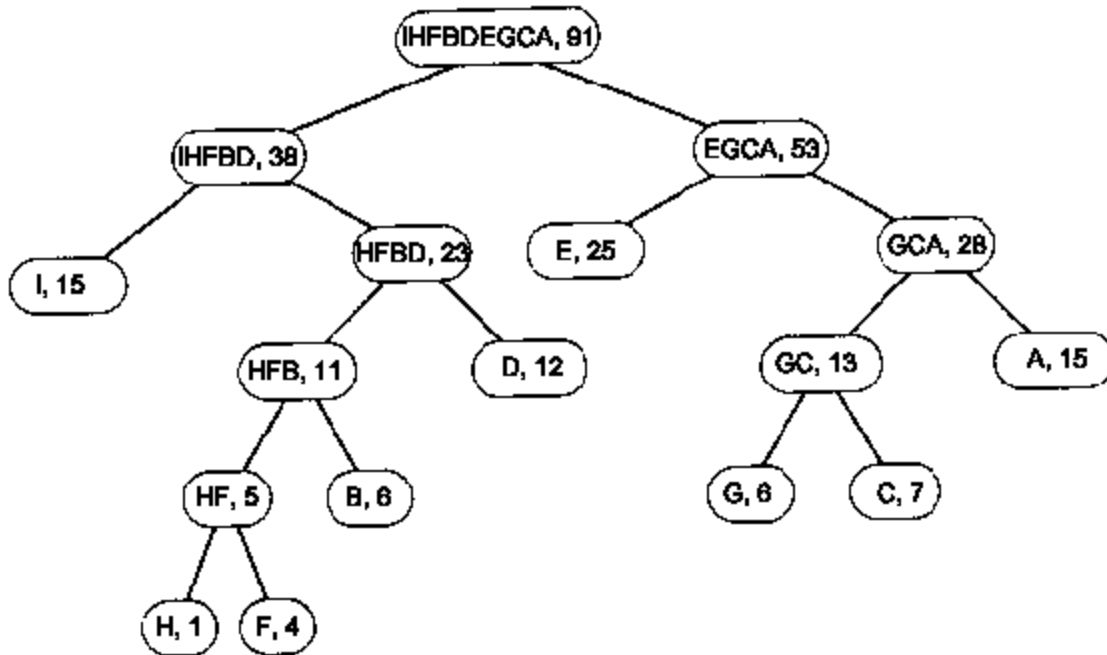 IHFBDEGCA, 91
IHFBD, 38
EGCA, 53
I, 15
HFBD, 23
E, 25
GCA, 28
HFB, 11
D, 12
GC, 13
A, 15
HF, 5
B, 6
G, 6
C, 7
H, 1
F, 4